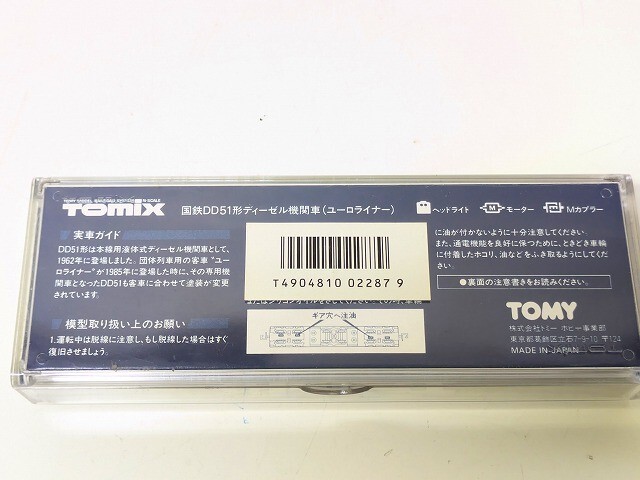 TOMIX
N-SCALE
国鉄DD51形ディーゼル機関車(ユーロライナー)
ヘッドライト
M モーター
M Mカプラー
実車ガイド
DD51形は本線用液体式ディーゼル機関車として、
1962年に登場しました。団体列車用の客車"ユー
ロライナー"が1985年に登場した時に、その専用機
関車となったDD51も客車に合わせて塗装が変更
されています。
模型取り扱い上のお願い
1.運転中は脱線に注意し、もし脱線した場合はすぐ
復旧させましょう。
T4904810 02287 9
ギア穴へ注油
に油が付かないように十分注意してください。
また、通電機能を良好に保つために、ときどき車輪
に付着したホコリ、油などをふき取るようにしてくだ
さい。
●裏面の注意書きをお読みください。
TOMY
株式会社トミー ホビー事業部
東京都葛飾区立石7-9-10 〒124
MADE IN JAPAN